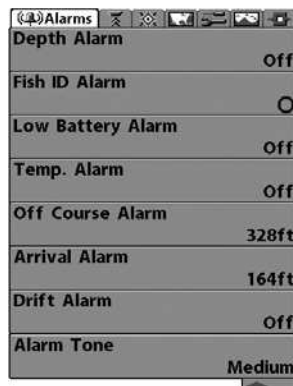 Alarms
Depth Alarm
Off
Fish ID Alarm
Low Battery Alarm
Off
Temp. Alarm
Off
Off Course Alarm
328ft
Arrival Alarm
164ft
Drift Alarm
Off
Alarm Tone
Medium